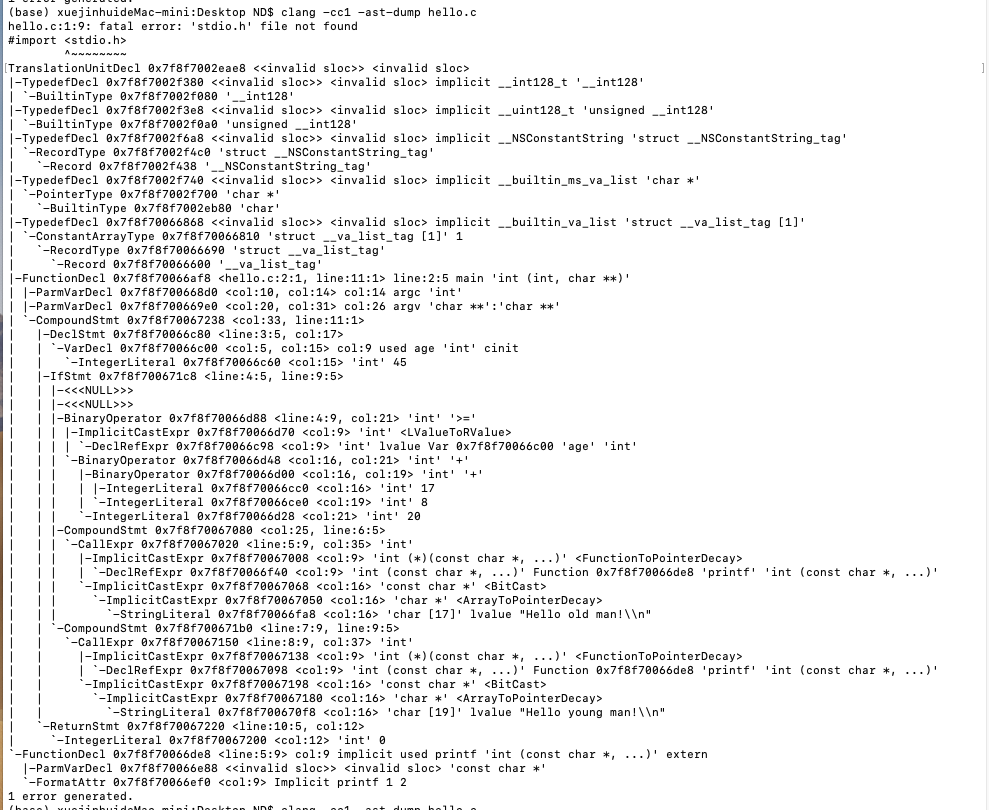 1 error generated.
(base) xuejinhuideMac-mini:Desktop ND$ clang -cc1 -ast-dump hello.c
hello.c:1:9: fatal error: 'stdio.h' file not found
#import <stdio.h>
        ^~~~~~~~~
[TranslationUnitDecl 0x7f8f7002eae8 <<invalid sloc>> <invalid sloc> ]
|-TypedefDecl 0x7f8f7002f380 <<invalid sloc>> <invalid sloc> implicit __int128_t '__int128'
| `-BuiltinType 0x7f8f7002f080 '__int128'
|-TypedefDecl 0x7f8f7002f3e8 <<invalid sloc>> <invalid sloc> implicit __uint128_t 'unsigned __int128'
| `-BuiltinType 0x7f8f7002f0a0 'unsigned __int128'
|-TypedefDecl 0x7f8f7002f6a8 <<invalid sloc>> <invalid sloc> implicit __NSConstantString 'struct __NSConstantString_tag'
| `-RecordType 0x7f8f7002f4c0 'struct __NSConstantString_tag'
|   `-Record 0x7f8f7002f438 '__NSConstantString_tag'
|-TypedefDecl 0x7f8f7002f740 <<invalid sloc>> <invalid sloc> implicit __builtin_ms_va_list 'char *'
| `-PointerType 0x7f8f7002f700 'char *'
|   `-BuiltinType 0x7f8f7002eb80 'char'
|-TypedefDecl 0x7f8f70066868 <<invalid sloc>> <invalid sloc> implicit __builtin_va_list 'struct __va_list_tag [1]'
| `-ConstantArrayType 0x7f8f70066810 'struct __va_list_tag [1]' 1
|   `-RecordType 0x7f8f70066690 'struct __va_list_tag'
|     `-Record 0x7f8f70066600 '__va_list_tag'
|-FunctionDecl 0x7f8f70066af8 <hello.c:2:1, line:11:1> line:2:5 main 'int (int, char **)'
| |-ParmVarDecl 0x7f8f700668d0 <col:10, col:14> col:14 argc 'int'
| |-ParmVarDecl 0x7f8f700669e0 <col:20, col:31> col:26 argv 'char **':'char **'
| `-CompoundStmt 0x7f8f70067238 <col:33, line:11:1>
|   |-DeclStmt 0x7f8f70066c80 <line:3:5, col:17>
|   | `-VarDecl 0x7f8f70066c00 <col:5, col:15> col:9 used age 'int' cinit
|   |   `-IntegerLiteral 0x7f8f70066c60 <col:15> 'int' 45
|   |-IfStmt 0x7f8f700671c8 <line:4:5, line:9:5>
|   | |-<<<NULL>>>
|   | |-<<<NULL>>>
|   | |-BinaryOperator 0x7f8f70066d88 <line:4:9, col:21> 'int' '>='
|   | | |-ImplicitCastExpr 0x7f8f70066d70 <col:9> 'int' <LValueToRValue>
|   | | | `-DeclRefExpr 0x7f8f70066c98 <col:9> 'int' lvalue Var 0x7f8f70066c00 'age' 'int'
|   | | `-BinaryOperator 0x7f8f70066d48 <col:16, col:21> 'int' '+'
|   | |   |-BinaryOperator 0x7f8f70066d00 <col:16, col:19> 'int' '+'
|   | |   | |-IntegerLiteral 0x7f8f70066cc0 <col:16> 'int' 17
|   | |   | `-IntegerLiteral 0x7f8f70066ce0 <col:19> 'int' 8
|   | |   `-IntegerLiteral 0x7f8f70066d28 <col:21> 'int' 20
|   | |-CompoundStmt 0x7f8f70067080 <col:25, line:6:5>
|   | | `-CallExpr 0x7f8f70067020 <line:5:9, col:35> 'int'
|   | |   |-ImplicitCastExpr 0x7f8f70067008 <col:9> 'int (*)(const char *, ...)' <FunctionToPointerDecay>
|   | |   | `-DeclRefExpr 0x7f8f70066f40 <col:9> 'int (const char *, ...)' Function 0x7f8f70066de8 'printf' 'int (const char *, ...)'
|   | |   `-ImplicitCastExpr 0x7f8f70067068 <col:16> 'const char *' <BitCast>
|   | |     `-ImplicitCastExpr 0x7f8f70067050 <col:16> 'char *' <ArrayToPointerDecay>
|   | |       `-StringLiteral 0x7f8f70066fa8 <col:16> 'char [17]' lvalue "Hello old man!\\n"
|   | `-CompoundStmt 0x7f8f700671b0 <line:7:9, line:9:5>
|   |   `-CallExpr 0x7f8f70067150 <line:8:9, col:37> 'int'
|   |     |-ImplicitCastExpr 0x7f8f70067138 <col:9> 'int (*)(const char *, ...)' <FunctionToPointerDecay>
|   |     | `-DeclRefExpr 0x7f8f70067098 <col:9> 'int (const char *, ...)' Function 0x7f8f70066de8 'printf' 'int (const char *, ...)'
|   |     `-ImplicitCastExpr 0x7f8f70067198 <col:16> 'const char *' <BitCast>
|   |       `-ImplicitCastExpr 0x7f8f70067180 <col:16> 'char *' <ArrayToPointerDecay>
|   |         `-StringLiteral 0x7f8f700670f8 <col:16> 'char [19]' lvalue "Hello young man!\\n"
|   `-ReturnStmt 0x7f8f70067220 <line:10:5, col:12>
|     `-IntegerLiteral 0x7f8f70067200 <col:12> 'int' 0
`-FunctionDecl 0x7f8f70066de8 <line:5:9> col:9 implicit used printf 'int (const char *, ...)' extern
  |-ParmVarDecl 0x7f8f70066e88 <<invalid sloc>> <invalid sloc> 'const char *'
  `-FormatAttr 0x7f8f70066ef0 <col:9> Implicit printf 1 2
1 error generated.
(base) xuejinhuideMac-mini:Desktop ND$ clang -cc1 -ast-dump hello.c